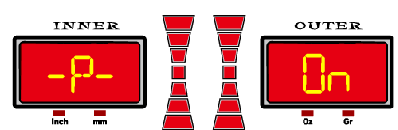 INNER
OUTER
-P-
On
Inch mm
Oz Gr